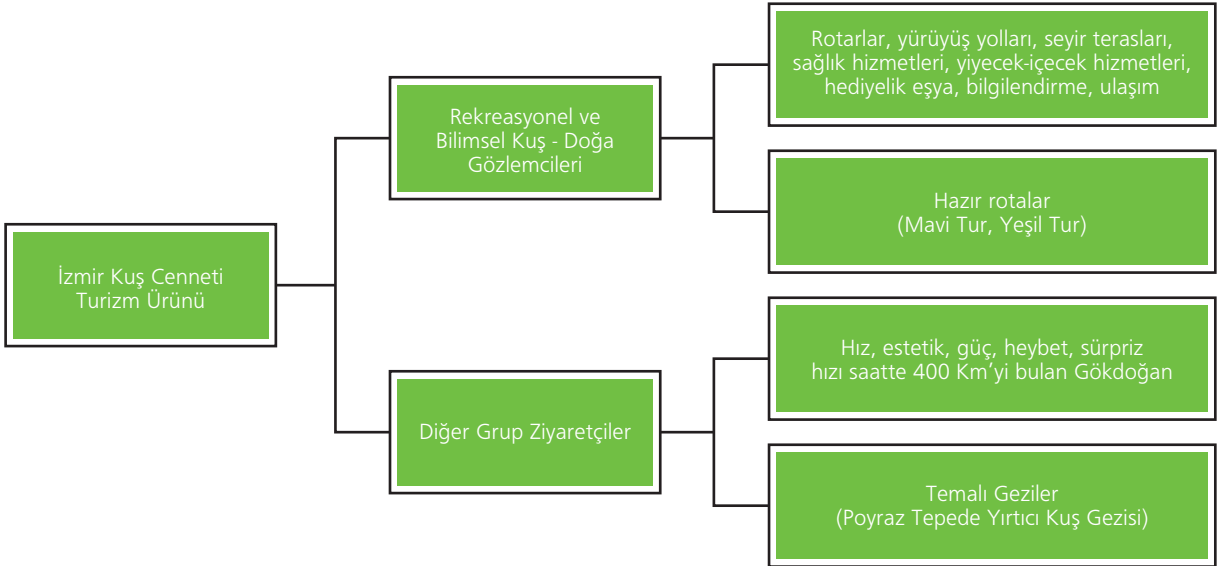 İzmir Kuş Cenneti
Turizm Ürünü
Rekreasyonel ve
Bilimsel Kuş - Doğa
Gözlemcileri
Rotarlar, yürüyüş yolları, seyir terasları,
sağlık hizmetleri, yiyecek-içecek hizmetleri,
hediyelik eşya, bilgilendirme, ulaşım
Hazır rotalar
(Mavi Tur, Yeşil Tur)
Diğer Grup Ziyaretçiler
Hız, estetik, güç, heybet, sürpriz
hızı saatte 400 Km'yi bulan Gökdoğan
Temalı Geziler
(Poyraz Tepede Yırtıcı Kuş Gezisi)